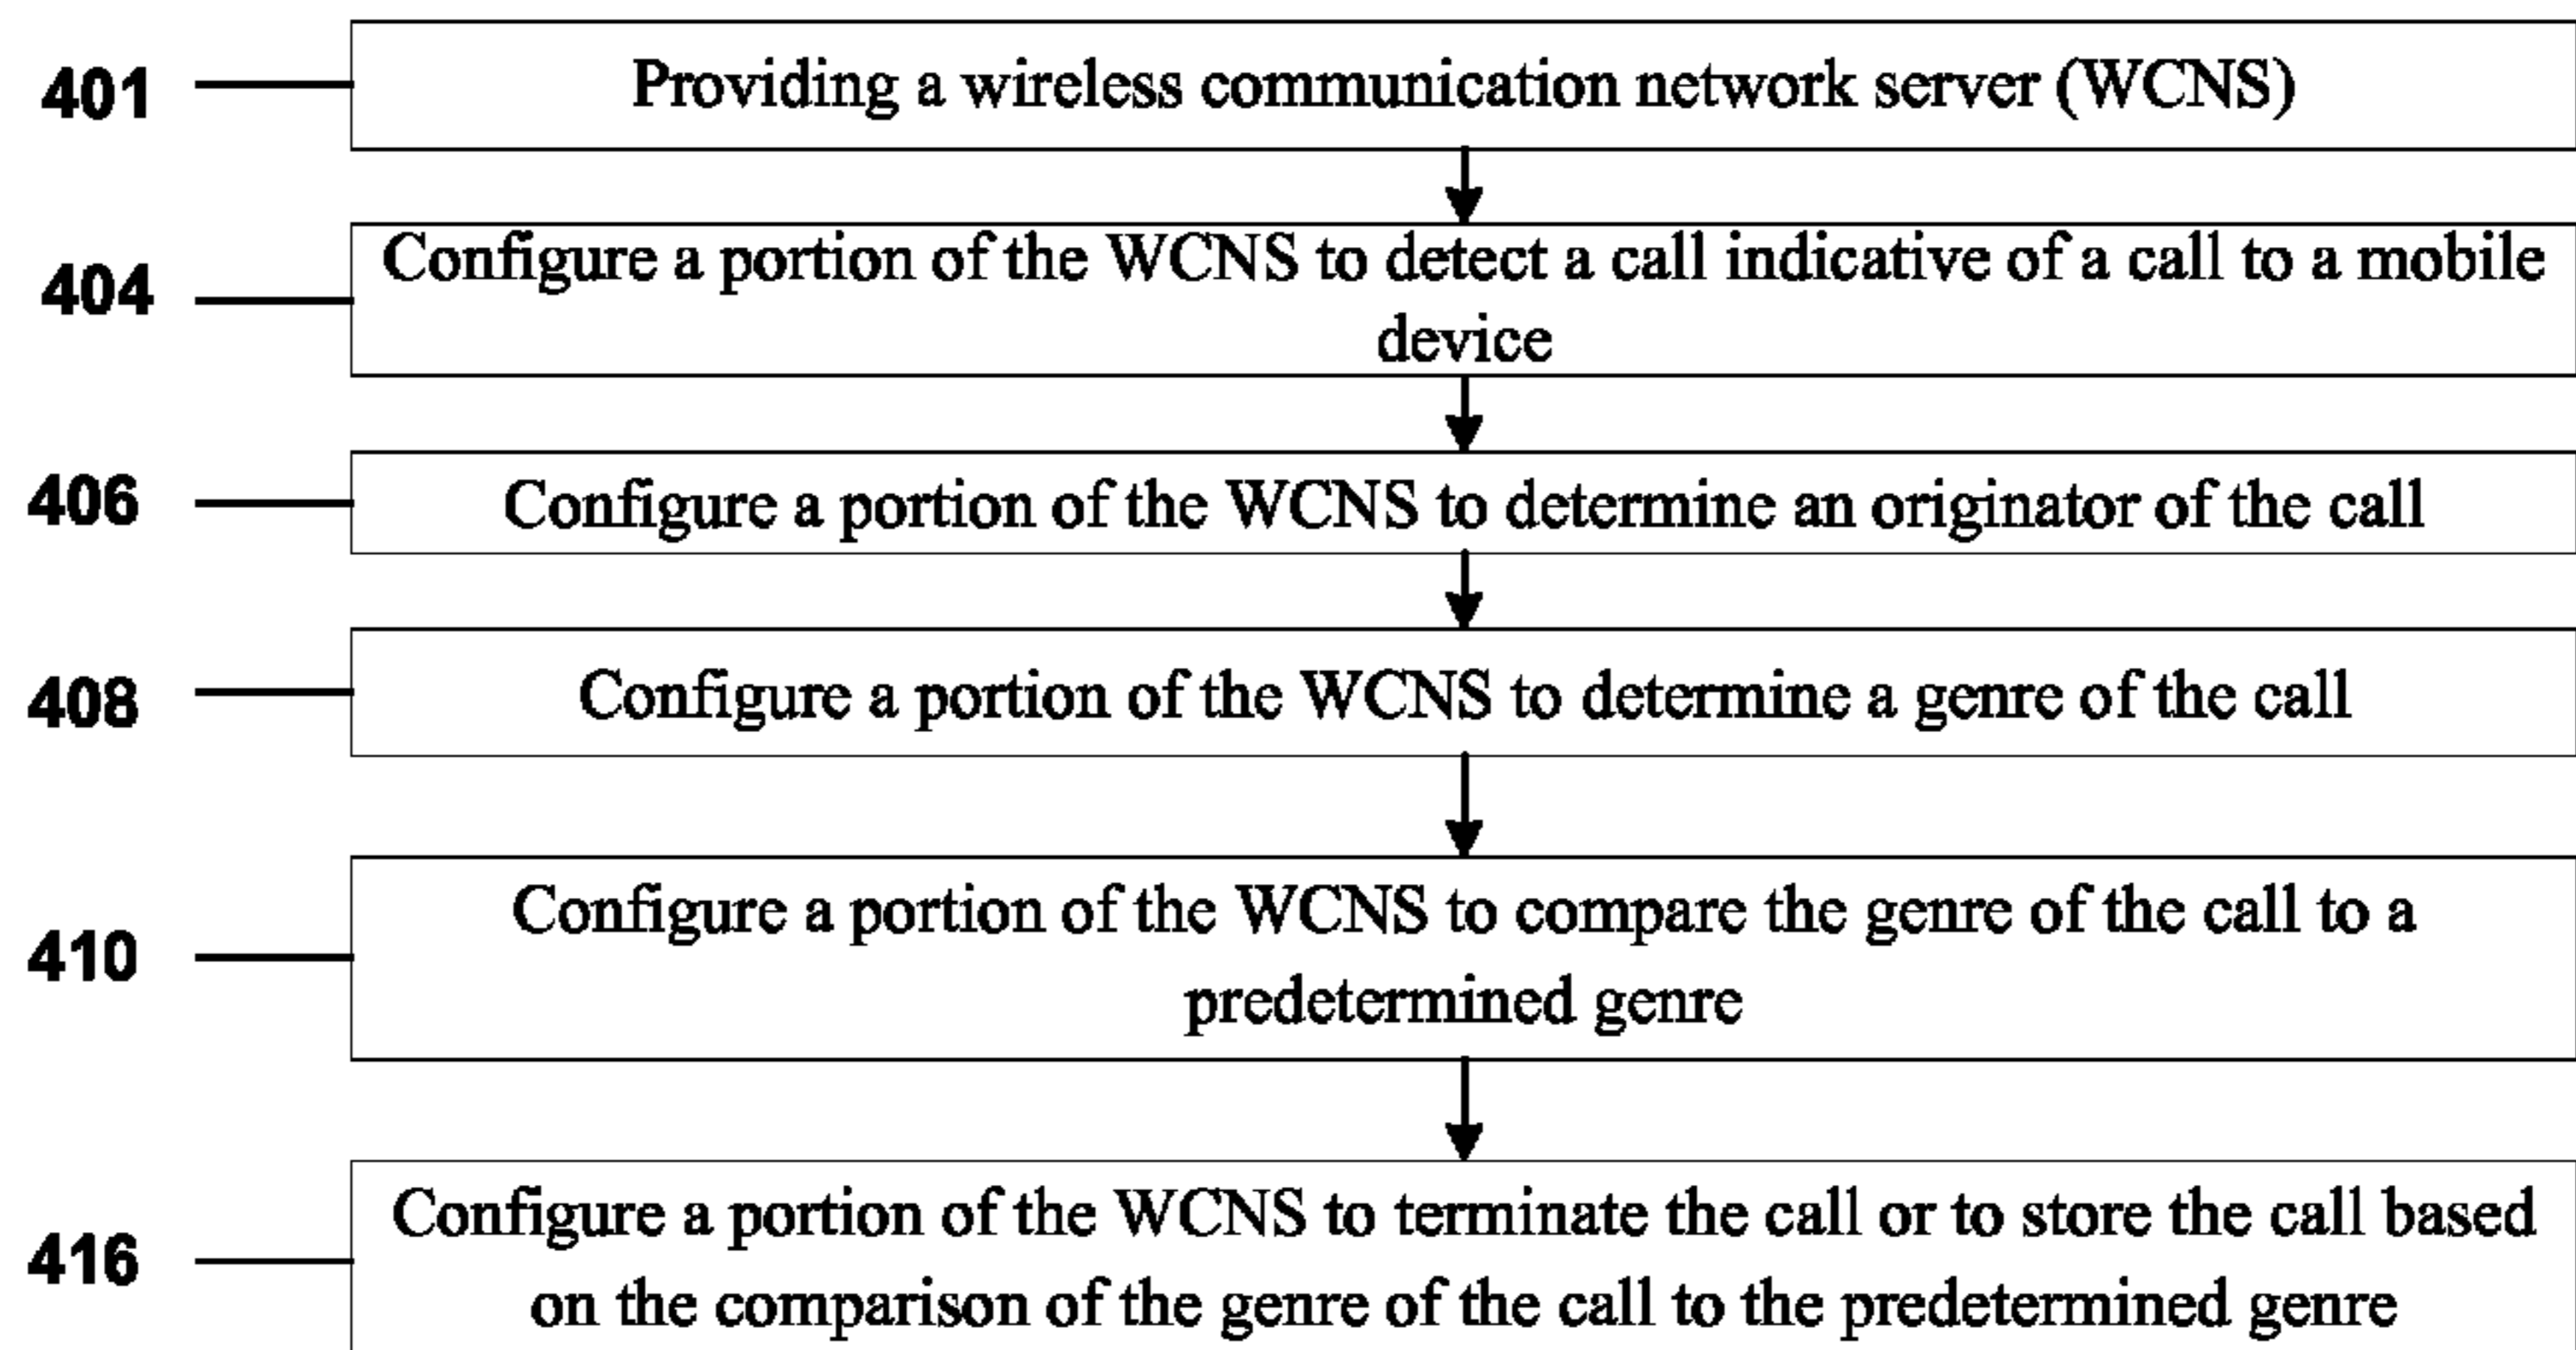 401
Providing a wireless communication network server (WCNS)
404
Configure a portion of the WCNS to detect a call indicative of a call to a mobile
device
406
Configure a portion of the WCNS to determine an originator of the call
408
Configure a portion of the WCNS to determine a genre of the call
410
Configure a portion of the WCNS to compare the genre of the call to a
predetermined genre
416
Configure a portion of the WCNS to terminate the call or to store the call based
on the comparison of the genre of the call to the predetermined genre